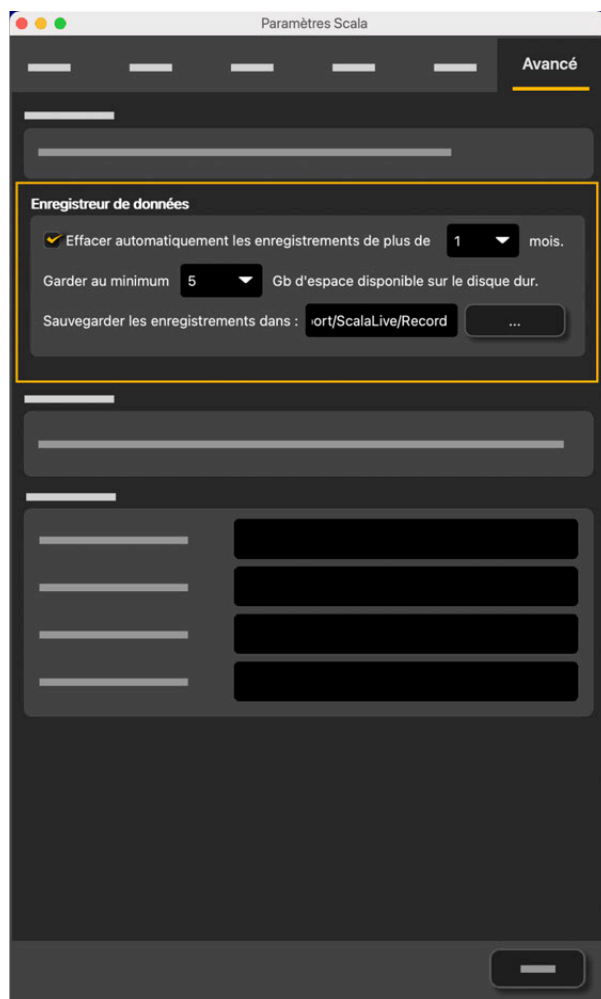 Paramètres Scala
Avancé
Enregistreur de données
Effacer automatiquement les enregistrements de plus de 1 mois.
Garder au minimum 5 Gb d'espace disponible sur le disque dur.
Sauvegarder les enregistrements dans : ort/ScalaLive/Record ...